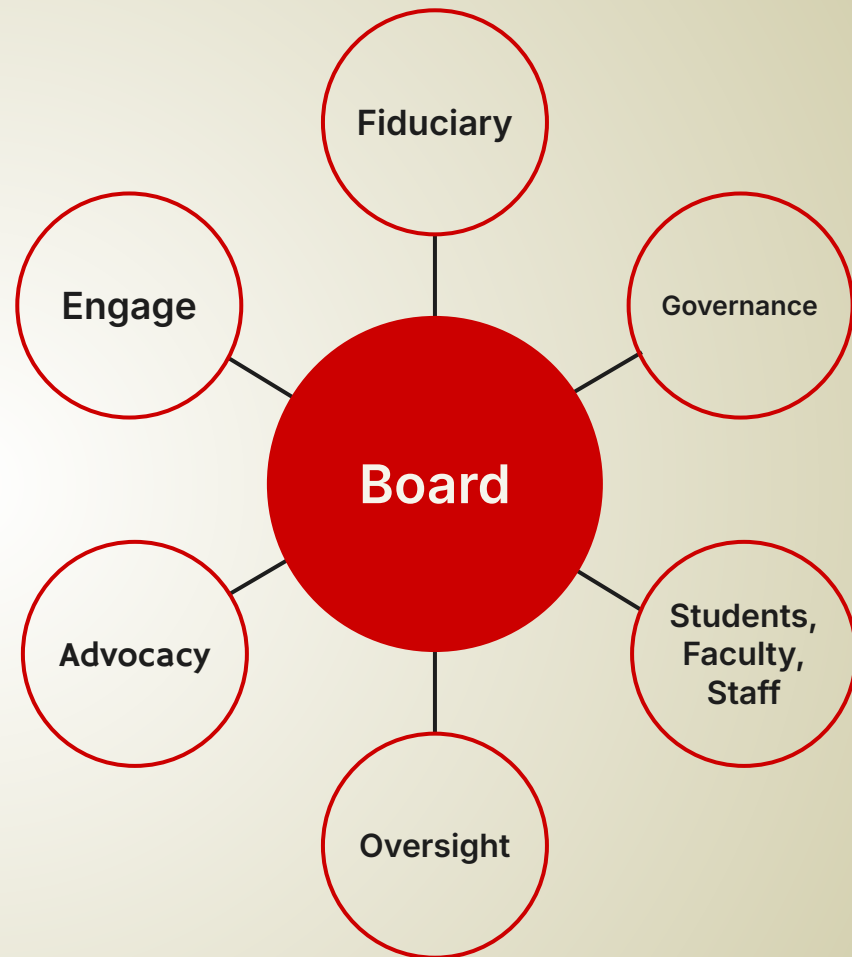 Fiduciary
Engage
Governance
Board
Advocacy
Students,
Faculty,
Staff
Oversight